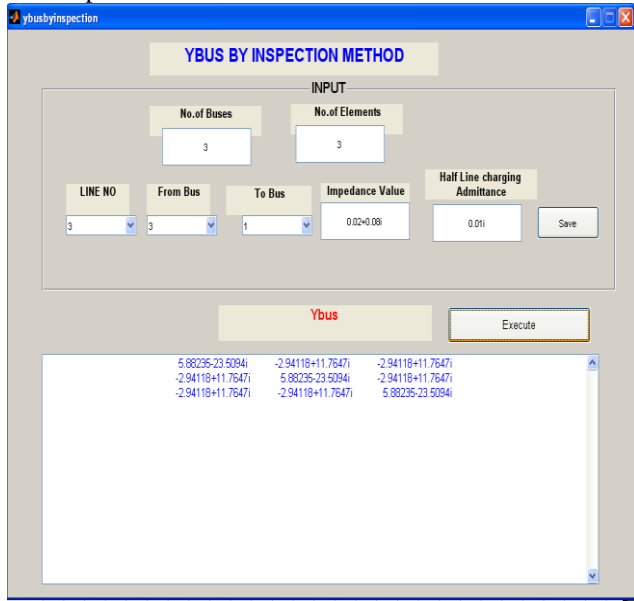 ybusbyinspection
YBUS BY INSPECTION METHOD
INPUT
No.of Buses No.of Elements
3 3
LINE NO From Bus To Bus Impedance Value Half Line charging Admittance
3 3 1 0.02+0.08i 0.01i Save
Ybus Execute
5.88235-23.5094i -2.94118+11.7647i -2.94118+11.7647i
-2.94118+11.7647i 5.88235-23.5094i -2.94118+11.7647i
-2.94118+11.7647i -2.94118+11.7647i 5.88235-23.5094i